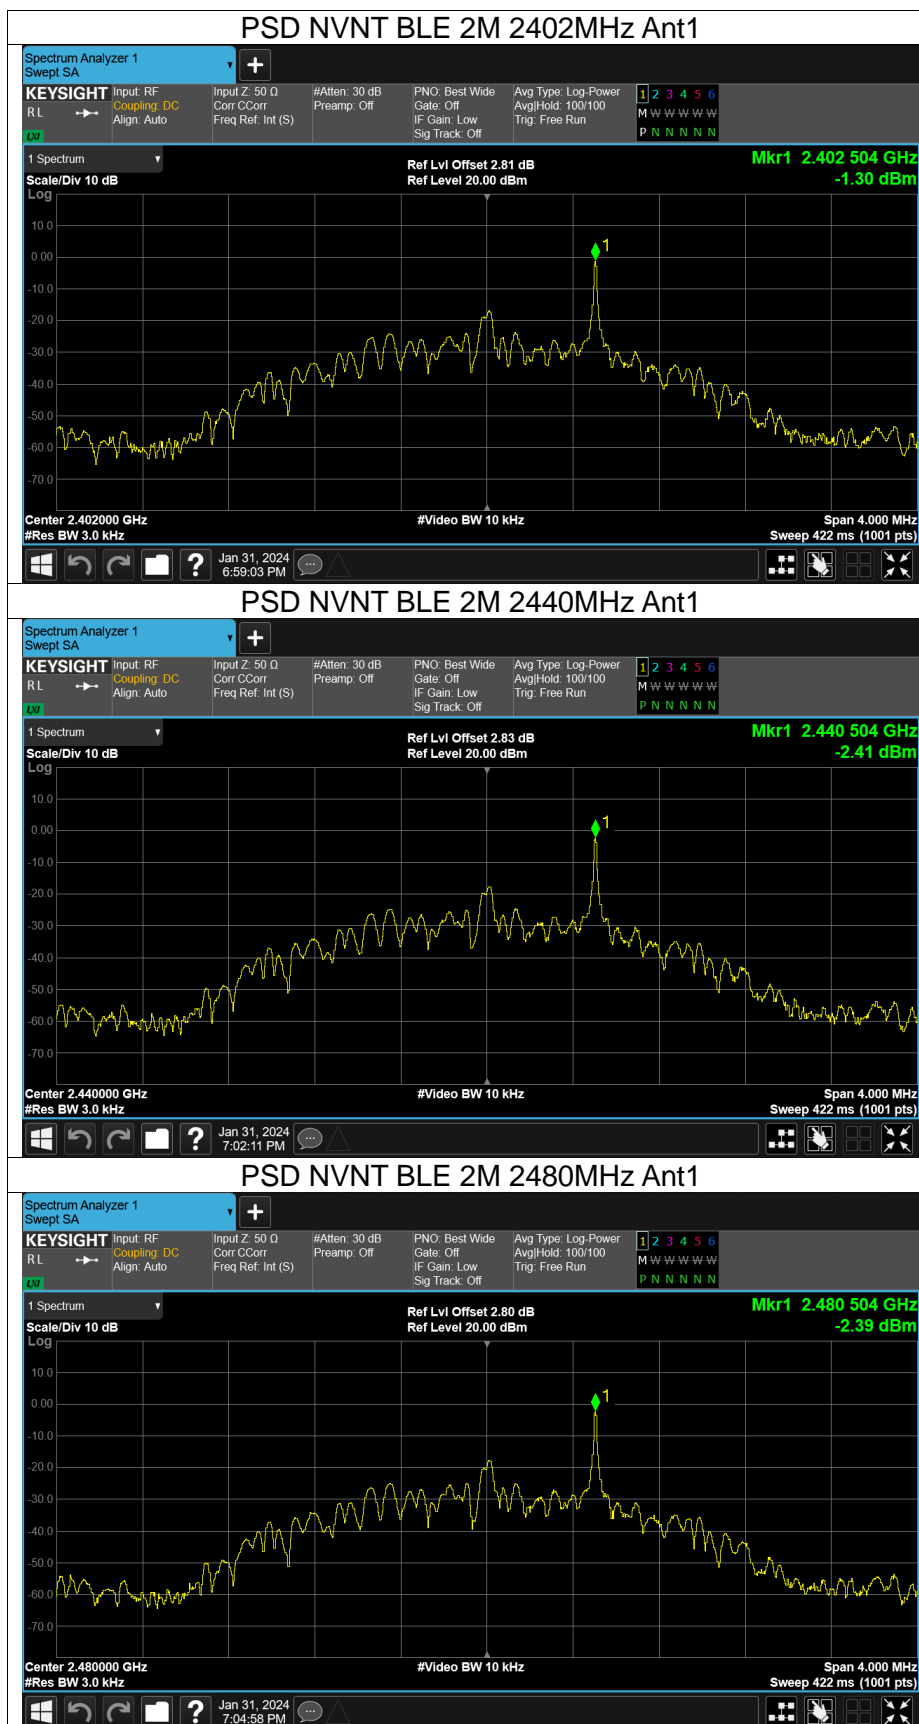 PSD NVNT BLE 2M 2402MHz Ant1
Spectrum Analyzer 1
Swept SA
KEYSIGHT Input: RF Input Z: 50 Ω #Atten: 30 dB PNO: Best Wide Avg Type: Log-Power 1 2 3 4 5 6
R L Coupling: DC Corr CCorr Preamp: Off Gate: Off Avg|Hold: 100/100 M W W W W W
Align: Auto Freq Ref: Int (S) IF Gain: Low Trig: Free Run
LXI Sig Track: Off P N N N N N
1 Spectrum Ref Lvl Offset 2.81 dB Mkr1 2.402 504 GHz
Scale/Div 10 dB Ref Level 20.00 dBm -1.30 dBm
Log
10.0
1
0.00
-10.0
-20.0
-30.0
-40.0
-50.0
-60.0
-70.0
Center 2.402000 GHz #Video BW 10 kHz Span 4.000 MHz
#Res BW 3.0 kHz Sweep 422 ms (1001 pts)
? Jan 31, 2024
6:59:03 PM
PSD NVNT BLE 2M 2440MHz Ant1
Spectrum Analyzer 1
Swept SA
KEYSIGHT Input: RF Input Z: 50 Ω #Atten: 30 dB PNO: Best Wide Avg Type: Log-Power 1 2 3 4 5 6
R L Coupling: DC Corr CCorr Preamp: Off Gate: Off Avg|Hold: 100/100 M W W W W W
Align: Auto Freq Ref: Int (S) IF Gain: Low Trig: Free Run
LXI Sig Track: Off P N N N N N
1 Spectrum Ref Lvl Offset 2.83 dB Mkr1 2.440 504 GHz
Scale/Div 10 dB Ref Level 20.00 dBm -2.41 dBm
Log
10.0
1
0.00
-10.0
-20.0
-30.0
-40.0
-50.0
-60.0
-70.0
Center 2.440000 GHz #Video BW 10 kHz Span 4.000 MHz
#Res BW 3.0 kHz Sweep 422 ms (1001 pts)
? Jan 31, 2024
7:02:11 PM
PSD NVNT BLE 2M 2480MHz Ant1
Spectrum Analyzer 1
Swept SA
KEYSIGHT Input: RF Input Z: 50 Ω #Atten: 30 dB PNO: Best Wide Avg Type: Log-Power 1 2 3 4 5 6
R L Coupling: DC Corr CCorr Preamp: Off Gate: Off Avg|Hold: 100/100 M W W W W W
Align: Auto Freq Ref: Int (S) IF Gain: Low Trig: Free Run
LXI Sig Track: Off P N N N N N
1 Spectrum Ref Lvl Offset 2.80 dB Mkr1 2.480 504 GHz
Scale/Div 10 dB Ref Level 20.00 dBm -2.39 dBm
Log
10.0
1
0.00
-10.0
-20.0
-30.0
-40.0
-50.0
-60.0
-70.0
Center 2.480000 GHz #Video BW 10 kHz Span 4.000 MHz
#Res BW 3.0 kHz Sweep 422 ms (1001 pts)
? Jan 31, 2024
7:04:58 PM